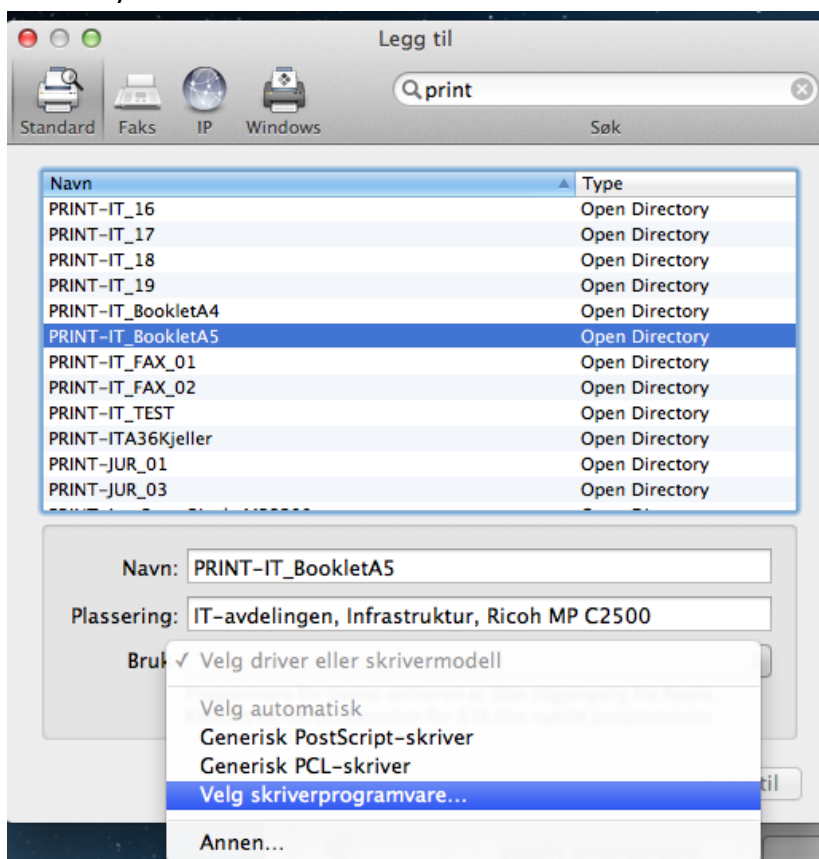 Legg til
print
Standard Faks IP Windows Søk
Navn Type
PRINT-IT_16 Open Directory
PRINT-IT_17 Open Directory
PRINT-IT_18 Open Directory
PRINT-IT_19 Open Directory
PRINT-IT_BookletA4 Open Directory
PRINT-IT_BookletA5 Open Directory
PRINT-IT_FAX_01 Open Directory
PRINT-IT_FAX_02 Open Directory
PRINT-IT_TEST Open Directory
PRINT-ITA36Kjeller Open Directory
PRINT-JUR_01 Open Directory
PRINT-JUR_03 Open Directory
Navn: PRINT-IT_BookletA5
Plassering: IT-avdelingen, Infrastruktur, Ricoh MP C2500
Bruk ✓ Velg driver eller skrivermodell
Velg automatisk
Generisk PostScript-skriver
Generisk PCL-skriver
Velg skriverprogramvare...
til
Annen...